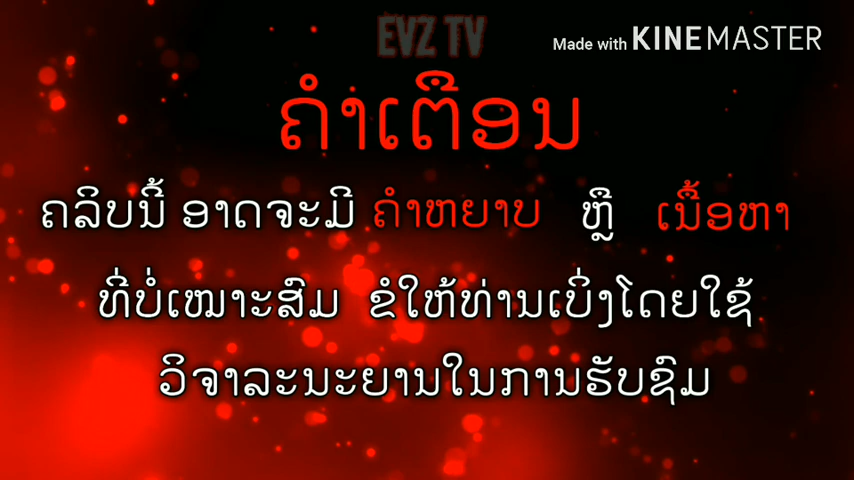 EVZ TV
Made with KINEMASTER
ຄຳເຕືອນ
ຄລິບນີ້ ອາດຈະມີ ຄຳຫຍາບ ຫຼື ເນື້ອຫາ
ທີ່ບໍ່ເໝາະສົມ ຂໍໃຫ້ທ່ານເບິ່ງໂດຍໃຊ້
ວິຈາລະນະຍານໃນການຮັບຊົມ